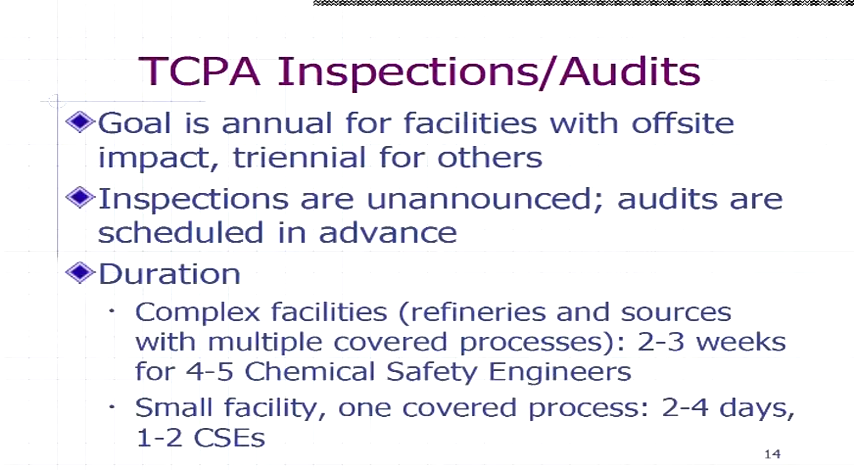 TCPA Inspections/Audits
Goal is annual for facilities with offsite
impact, triennial for others
Inspections are unannounced; audits are
scheduled in advance
Duration
· Complex facilities (refineries and sources
with multiple covered processes): 2-3 weeks
for 4-5 Chemical Safety Engineers
· Small facility, one covered process: 2-4 days,
1-2 CSEs
14